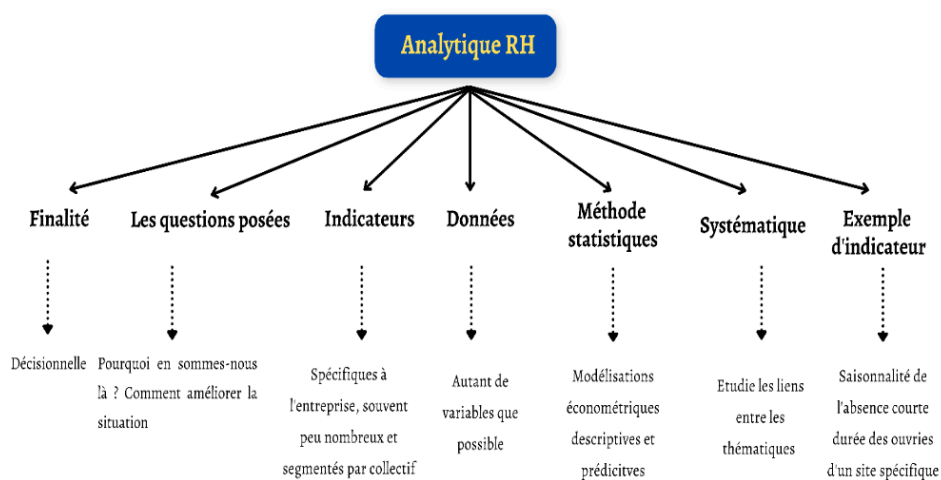 Analytique RH
Finalité
Les questions posées
Indicateurs
Données
Méthode
statistiques
Systématique
Exemple
d'indicateur
Décisionnelle
Pourquoi en sommes-nous
là ? Comment améliorer la
situation
Spécifiques à
l'entreprise, souvent
peu nombreux et
segmentés par collectif
Autant de
variables que
possible
Modélisations
économétriques
descriptives et
prédicitves
Etudie les liens
entre les
thématiques
Saisonnalité de
l'absence courte
durée des ouvries
d'un site spécifique